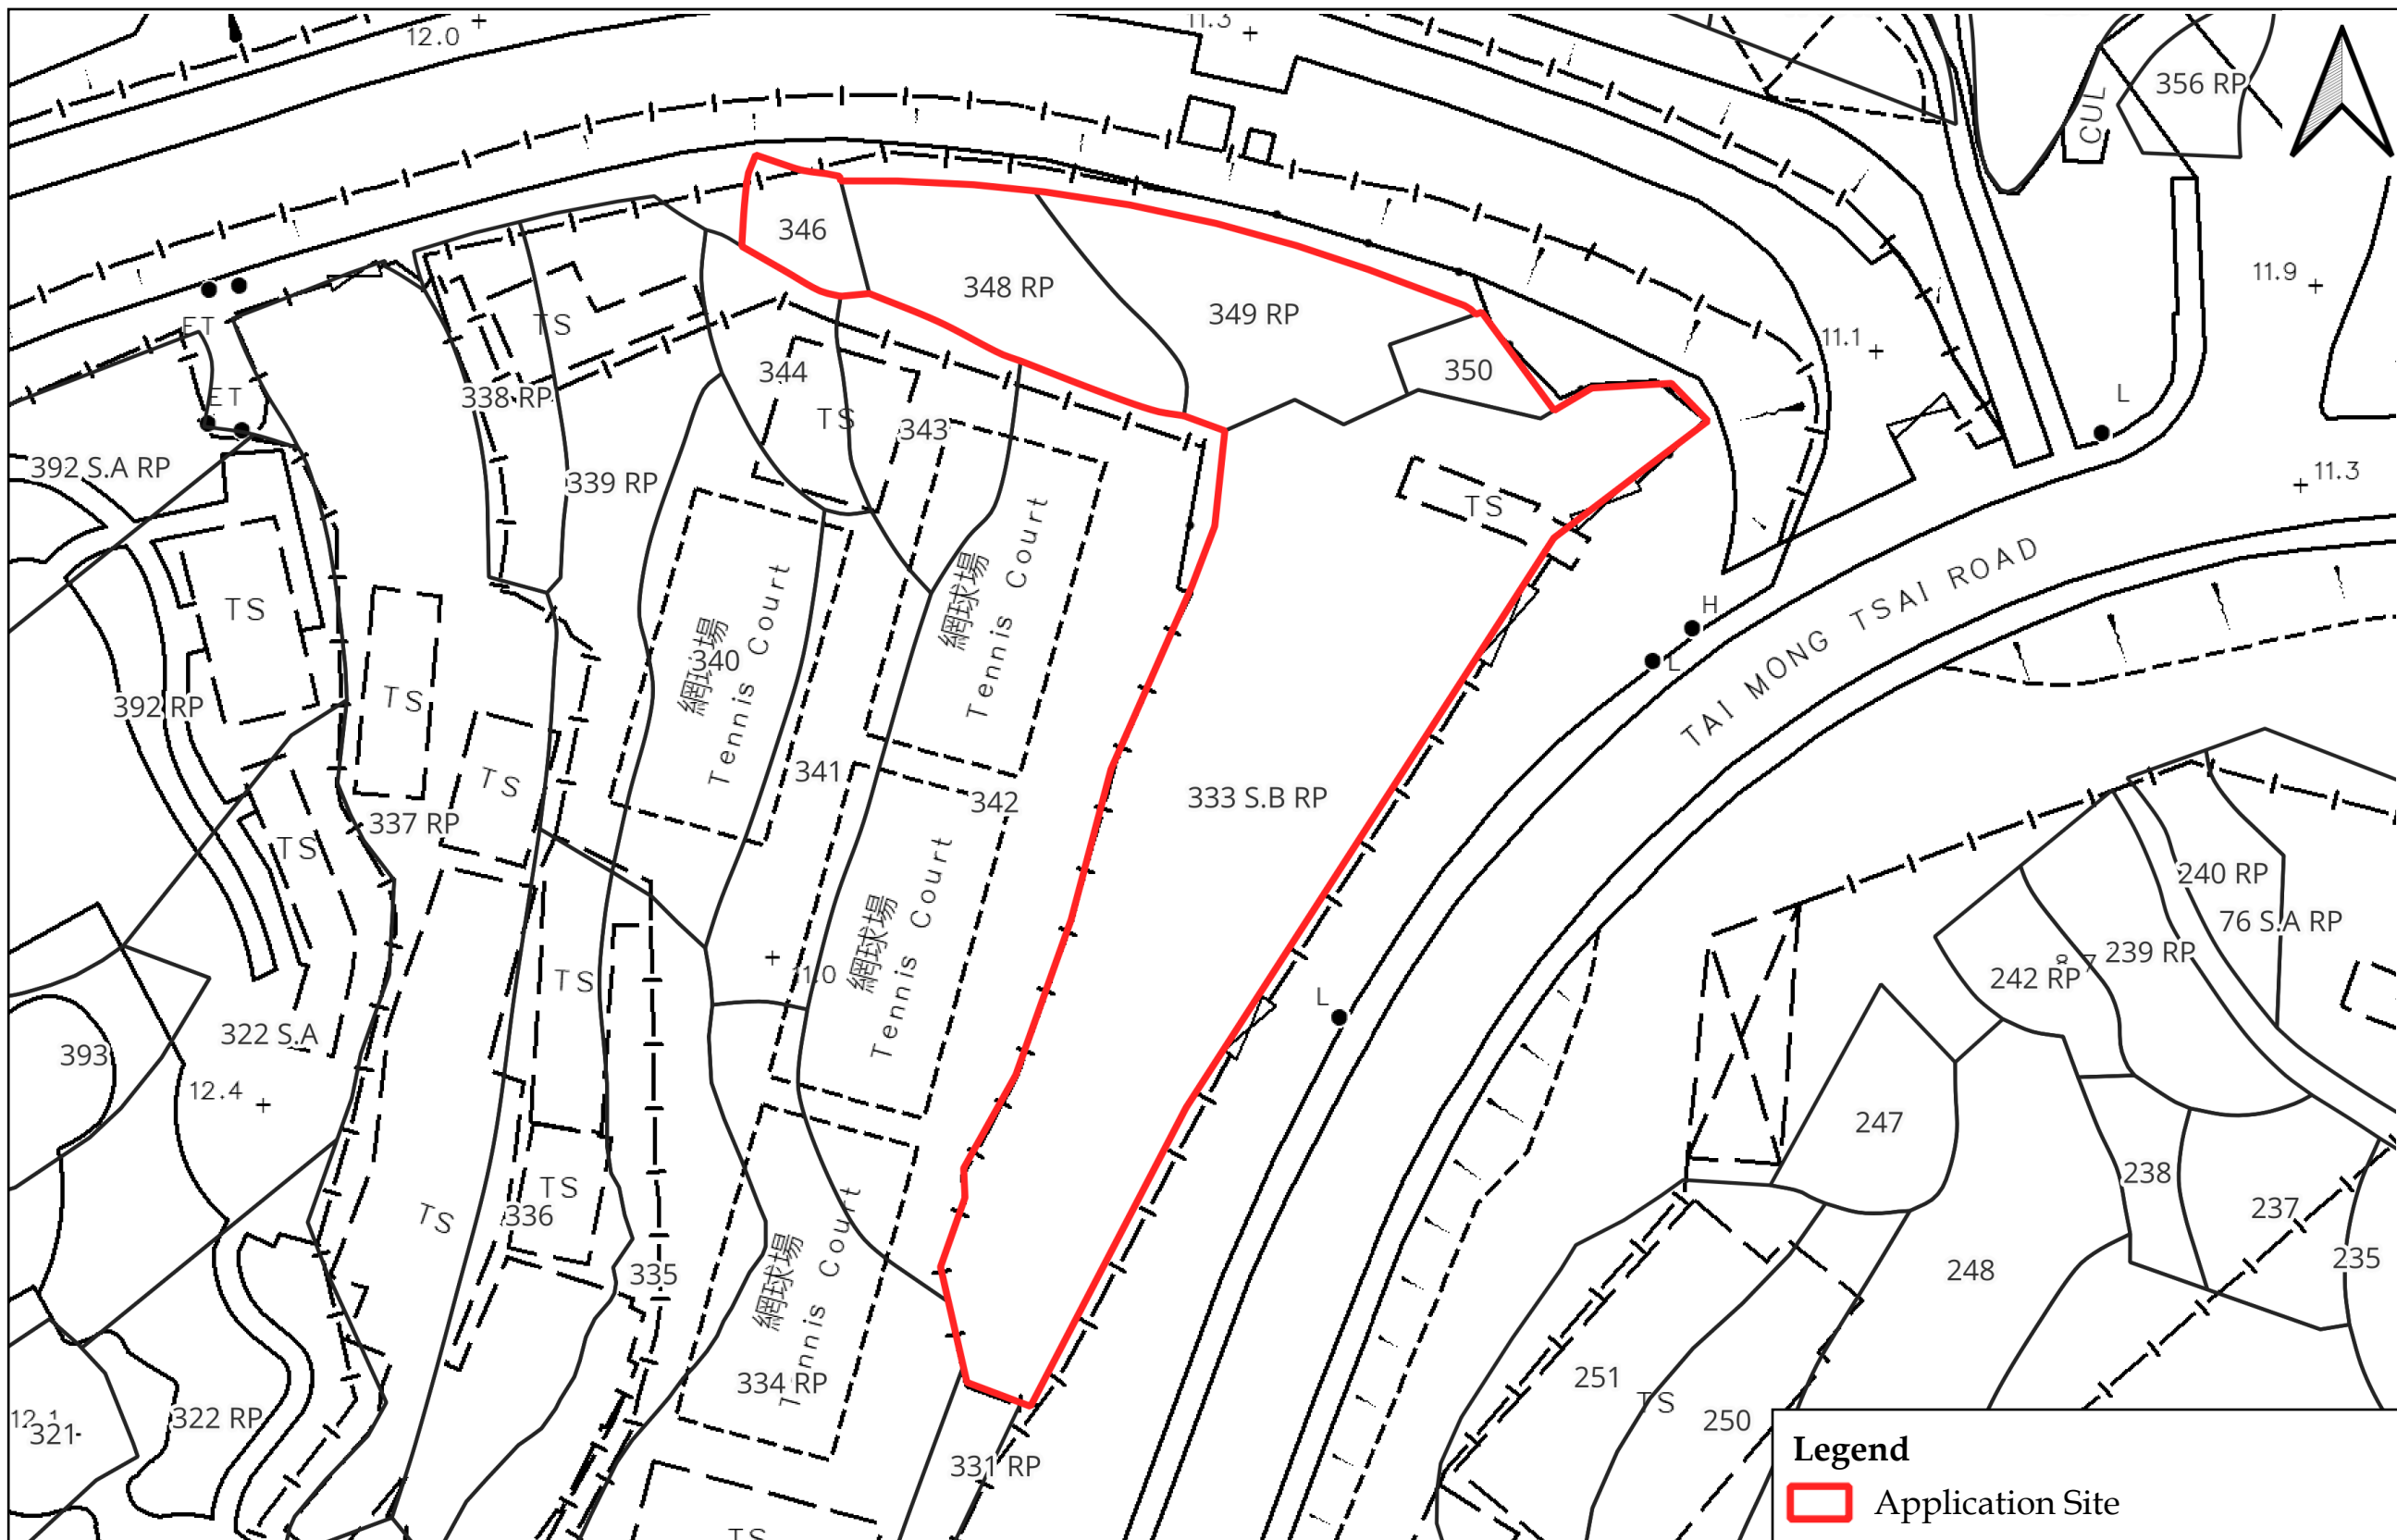 12.0
11.3
356 RP
CUL
346
348 RP
349 RP
11.9
ET
TS
11.1
344
350
ET
338 RP
TS
343
L
392 S.A RP
339 RP
11.3
TS
TS
網球場
Tennis Court
網球場
Tennis Court
340
H
L
TAI MONG TSAI ROAD
392 RP
TS
TS
341
342
333 S.B RP
337 RP
TS
網球場
Tennis Court
240 RP
76 S.A RP
239 RP
242 RP
TS
11.0
L
322 S.A
393
12.4
247
238
237
TS
336
TS
335
網球場
Tennis Court
248
235
334 RP
251
TS
250
322 RP
12.1
321
331 RP
TS
Legend
Application Site